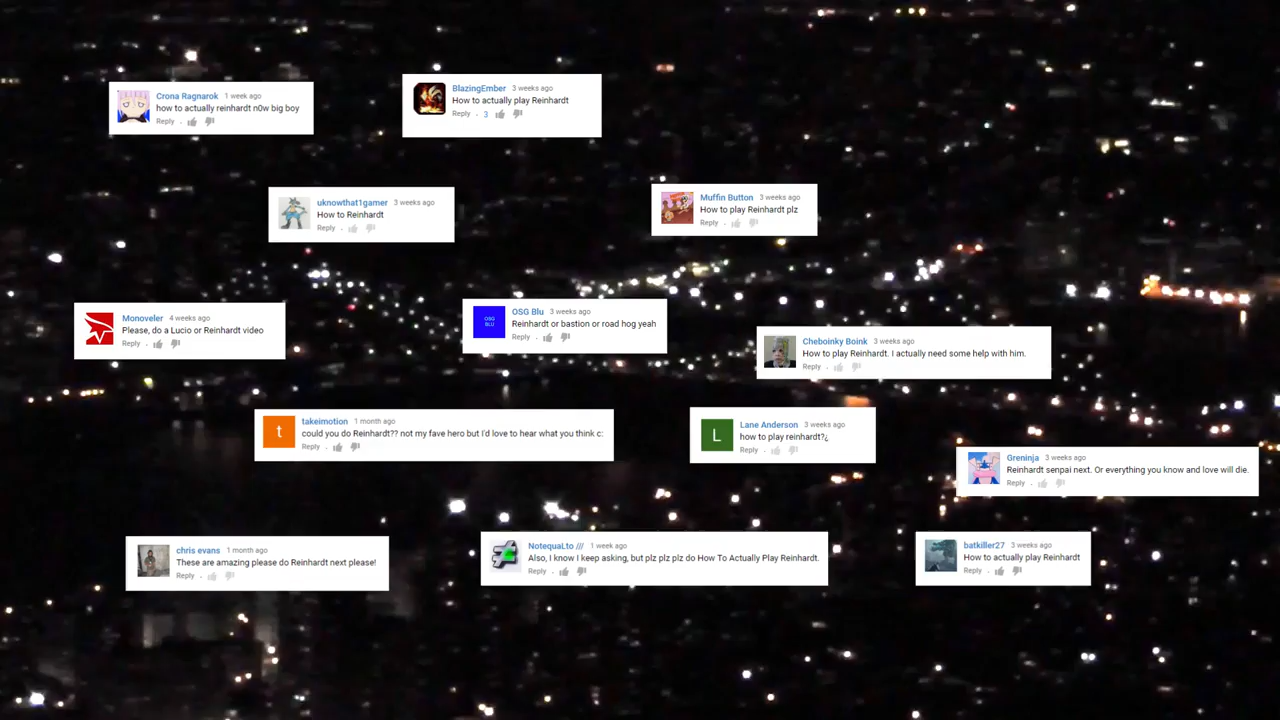 Crona Ragnarok 1 week ago
how to actually reinhardt n0w big boy
Reply
BlazingEmber 3 weeks ago
How to actually play Reinhardt
Reply 3
uknowthat1gamer 3 weeks ago
How to Reinhardt
Reply
Muffin Button 3 weeks ago
How to play Reinhardt plz
Reply
Monoveler 4 weeks ago
Please, do a Lucio or Reinhardt video
Reply
OSG BLU
OSG Blu 3 weeks ago
Reinhardt or bastion or road hog yeah
Reply
Cheboinky Boink 3 weeks ago
How to play Reinhardt. I actually need some help with him.
Reply
t
takeimotion 1 month ago
could you do Reinhardt?? not my fave hero but I'd love to hear what you think c:
Reply
L
Lane Anderson 3 weeks ago
how to play reinhardt?¿
Reply
Greninja 3 weeks ago
Reinhardt senpai next. Or everything you know and love will die.
Reply
chris evans 1 month ago
These are amazing please do Reinhardt next please!
Reply
NotequaLto /// 1 week ago
Also, I know I keep asking, but plz plz plz do How To Actually Play Reinhardt.
Reply
batkiller27 3 weeks ago
How to actually play Reinhardt
Reply